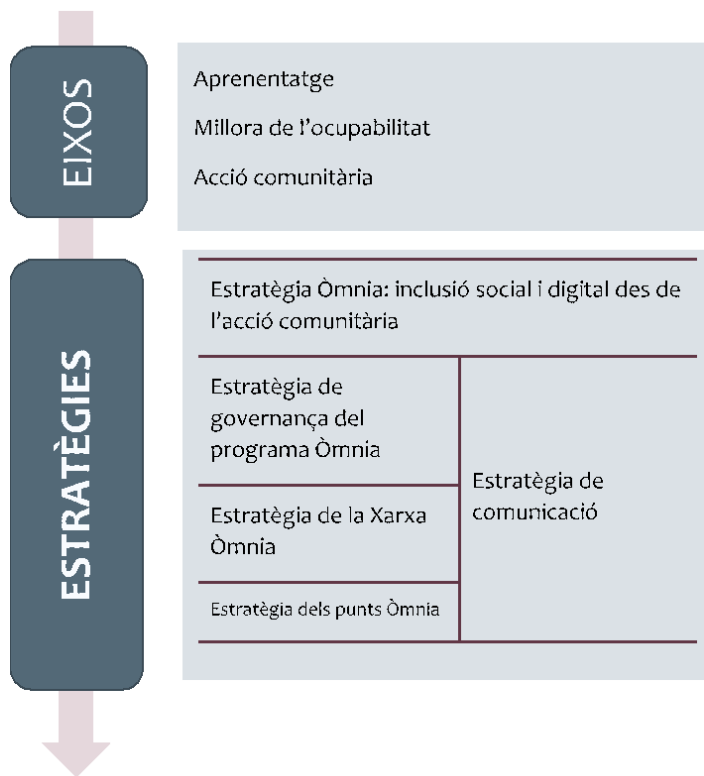 EIXOS
Aprenentatge
Millora de l'ocupabilitat
Acció comunitària
ESTRATÈGIES
Estratègia Òmnia: inclusió social i digital des de
l'acció comunitària
Estratègia de
governança del
programa Òmnia
Estratègia de la Xarxa
Òmnia
Estratègia dels punts Òmnia
Estratègia de
comunicació